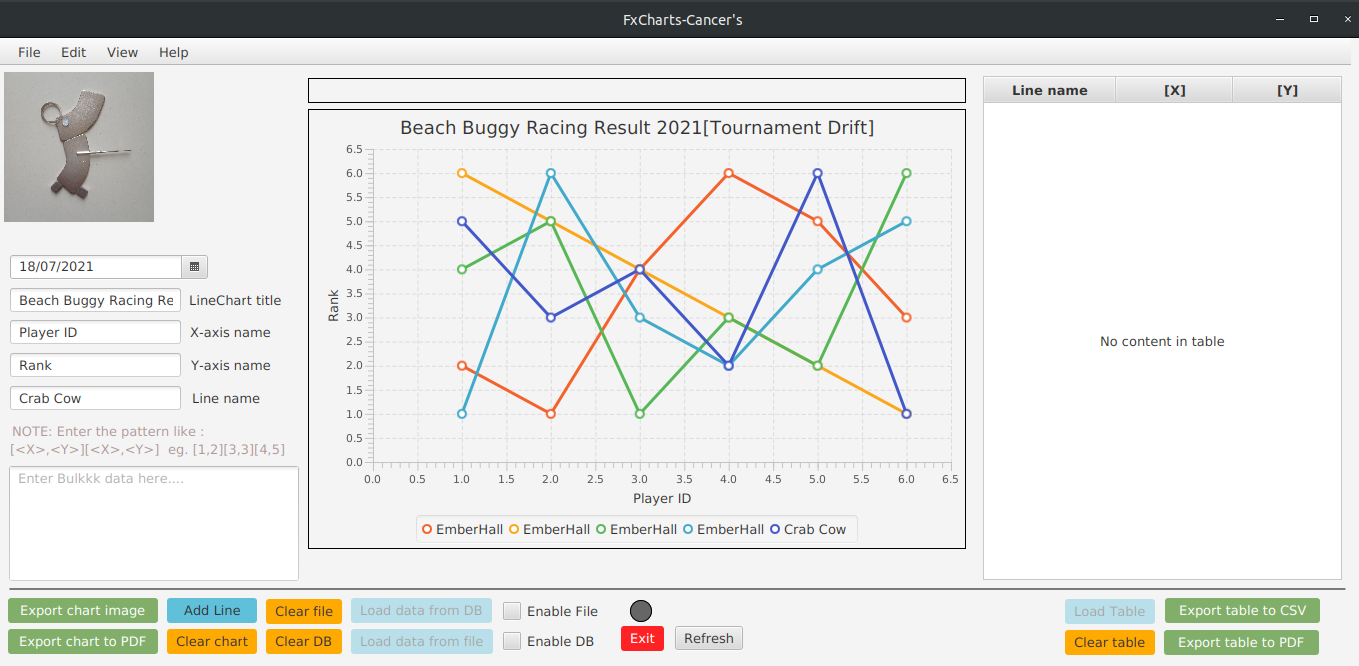 FxCharts-Cancer's
File Edit View Help
18/07/2021
Beach Buggy Racing Re LineChart title
Player ID X-axis name
Rank Y-axis name
Crab Cow Line name
NOTE: Enter the pattern like :
[<X>,<Y>][<X>,<Y>] eg. [1,2][3,3][4,5]
Enter Bulkkk data here....
Beach Buggy Racing Result 2021[Tournament Drift]
6.5
6.0
5.5
5.0
4.5
4.0
3.5
3.0
2.5
2.0
1.5
1.0
0.5
0.0
Rank
0.0 0.5 1.0 1.5 2.0 2.5 3.0 3.5 4.0 4.5 5.0 5.5 6.0 6.5
Player ID
EmberHall EmberHall EmberHall EmberHall Crab Cow
Line name [X] [Y]
No content in table
Export chart image Add Line Clear file Load data from DB Enable File Load Table Export table to CSV
Export chart to PDF Clear chart Clear DB Load data from file Enable DB Exit Refresh Clear table Export table to PDF